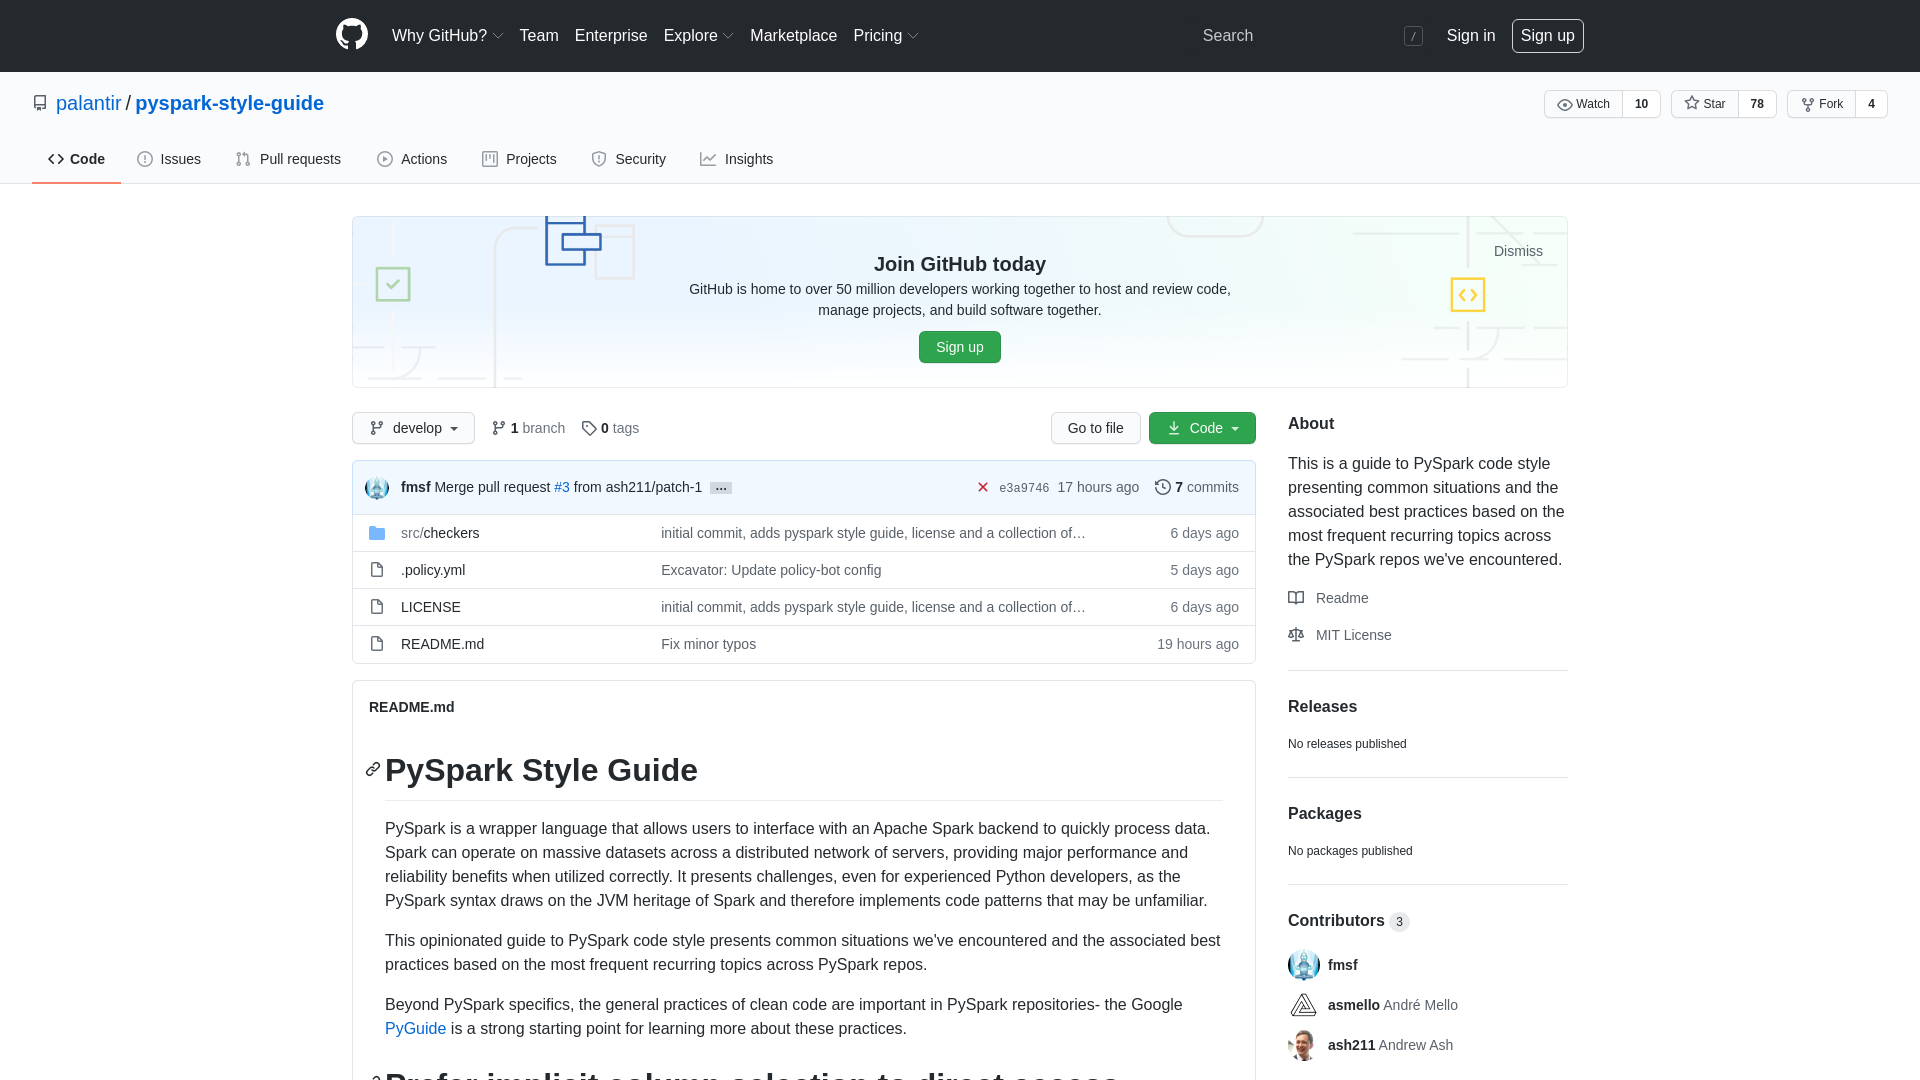 Why GitHub? Team Enterprise Explore Marketplace Pricing Search / Sign in Sign up
palantir / pyspark-style-guide Watch 10 Star 78 Fork 4
Code Issues Pull requests Actions Projects Security Insights
Dismiss
Join GitHub today
GitHub is home to over 50 million developers working together to host and review code,
manage projects, and build software together.
Sign up
develop 1 branch 0 tags Go to file Code
fmsf Merge pull request #3 from ash211/patch-1 … e3a9746 17 hours ago 7 commits
src/checkers initial commit, adds pyspark style guide, license and a collection of… 6 days ago
.policy.yml Excavator: Update policy-bot config 5 days ago
LICENSE initial commit, adds pyspark style guide, license and a collection of… 6 days ago
README.md Fix minor typos 19 hours ago
README.md
PySpark Style Guide
PySpark is a wrapper language that allows users to interface with an Apache Spark backend to quickly process data.
Spark can operate on massive datasets across a distributed network of servers, providing major performance and
reliability benefits when utilized correctly. It presents challenges, even for experienced Python developers, as the
PySpark syntax draws on the JVM heritage of Spark and therefore implements code patterns that may be unfamiliar.
This opinionated guide to PySpark code style presents common situations we've encountered and the associated best
practices based on the most frequent recurring topics across PySpark repos.
Beyond PySpark specifics, the general practices of clean code are important in PySpark repositories- the Google
PyGuide is a strong starting point for learning more about these practices.
Prefer implicit column selection to direct access
About
This is a guide to PySpark code style
presenting common situations and the
associated best practices based on the
most frequent recurring topics across
the PySpark repos we've encountered.
Readme
MIT License
Releases
No releases published
Packages
No packages published
Contributors 3
fmsf
asmello André Mello
ash211 Andrew Ash